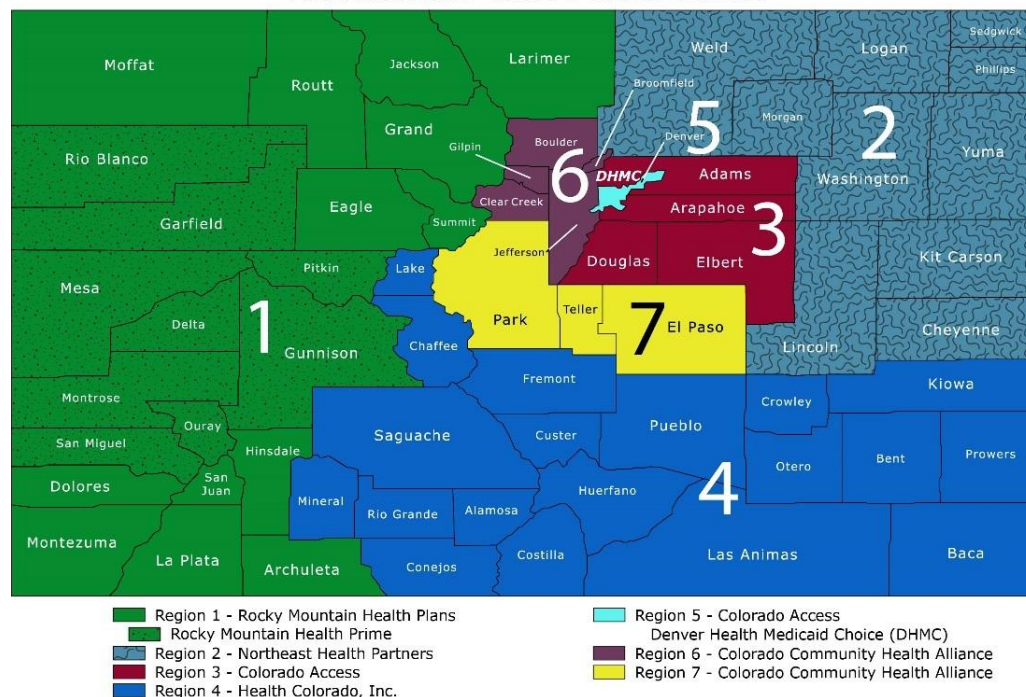 Moffat
Routt
Jackson
Larimer
Weld
Logan
Sedgwick
Phillips
Broomfield
Morgan
Grand
Boulder
Gilpin
5
Denver
2
Yuma
Rio Blanco
6
DHMC
Adams
Washington
Eagle
Clear Creek
Arapahoe
Garfield
Summit
3
Jefferson
Douglas
Elbert
Kit Carson
Pitkin
Lake
Mesa
1
Delta
Gunnison
Park
Teller
7
El Paso
Cheyenne
Lincoln
Chaffee
Fremont
Kiowa
Montrose
Ouray
Crowley
San Miguel
Hinsdale
Saguache
Custer
Pueblo
Otero
Bent
Prowers
Dolores
San
Juan
Mineral
Rio Grande
Alamosa
Huerfano
4
Montezuma
La Plata
Archuleta
Conejos
Costilla
Las Animas
Baca
Region 1 - Rocky Mountain Health Plans
Rocky Mountain Health Prime
Region 2 - Northeast Health Partners
Region 3 - Colorado Access
Region 4 - Health Colorado, Inc.
Region 5 - Colorado Access
Denver Health Medicaid Choice (DHMC)
Region 6 - Colorado Community Health Alliance
Region 7 - Colorado Community Health Alliance